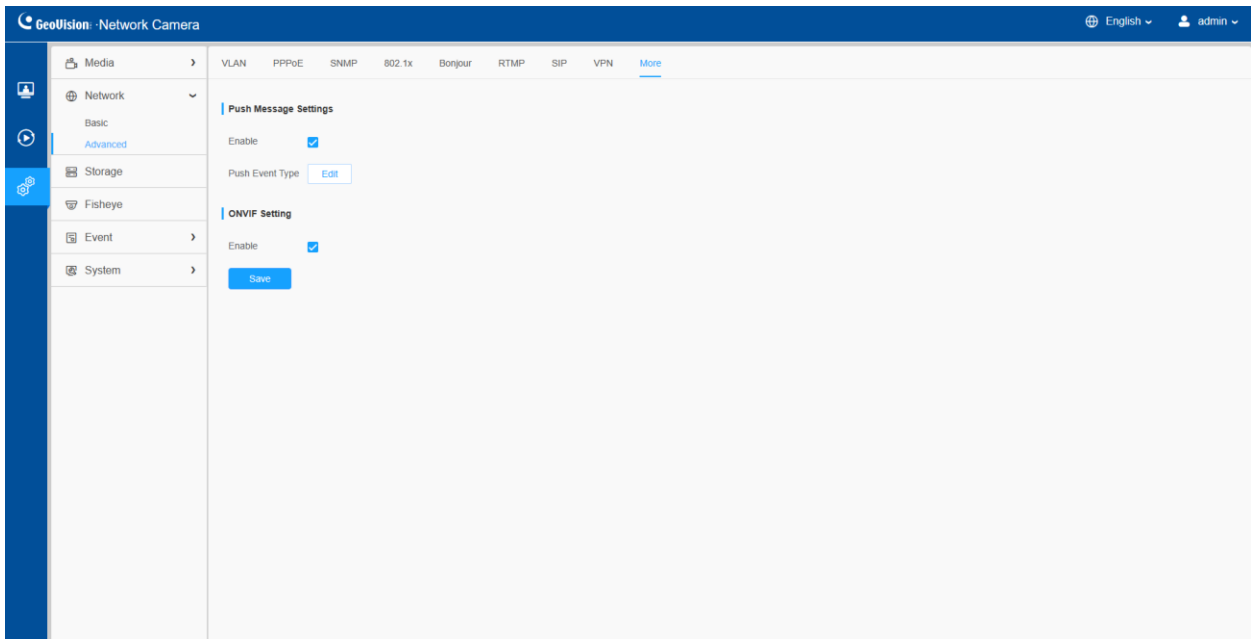 GeoVision Network Camera
English
admin
Media
Network
Basic
Advanced
Storage
Fisheye
Event
System
VLAN PPPoE SNMP 802.1x Bonjour RTMP SIP VPN More
Push Message Settings
Enable
Push Event Type Edit
ONVIF Setting
Enable
Save